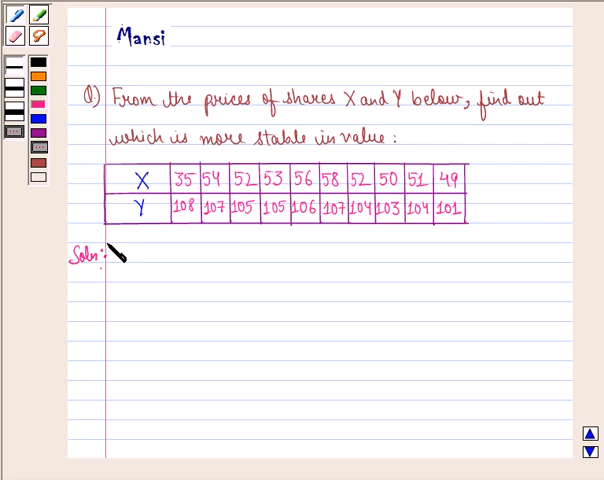 Mansi
Q.) From the prices of shares X and Y below, find out
which is more stable in value :
X 35 54 52 53 56 58 52 50 51 49
Y 108 107 105 105 106 107 104 103 104 101
Soln: